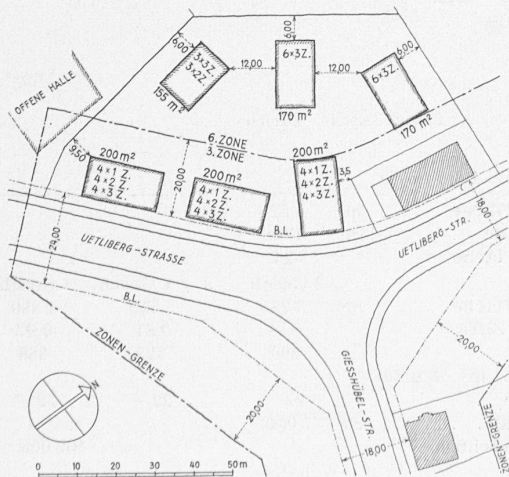 6,00
3×3Z.
3×2Z.
155 m²
12,00
6,00
6×3Z.
170 m²
12,00
6,00
6×3Z.
170 m²
OFFENE HALLE
9,50
200 m²
4×1 Z.
4×2 Z.
4×3 Z.
20,00
6. ZONE
3. ZONE
200 m²
4×1 Z.
4×2 Z.
4×3 Z.
200 m²
4×1 Z.
4×2 Z.
4×3 Z.
3,5
B.L.
24,00
UETLIBERG-STRASSE
UETLIBERG-STR.
18,00
B.L.
ZONEN-GRENZE
20,00
GIESSHÜBEL-STR.
20,00
18,00
ZONEN-GRENZE
N
0 10 20 30 40 50 m